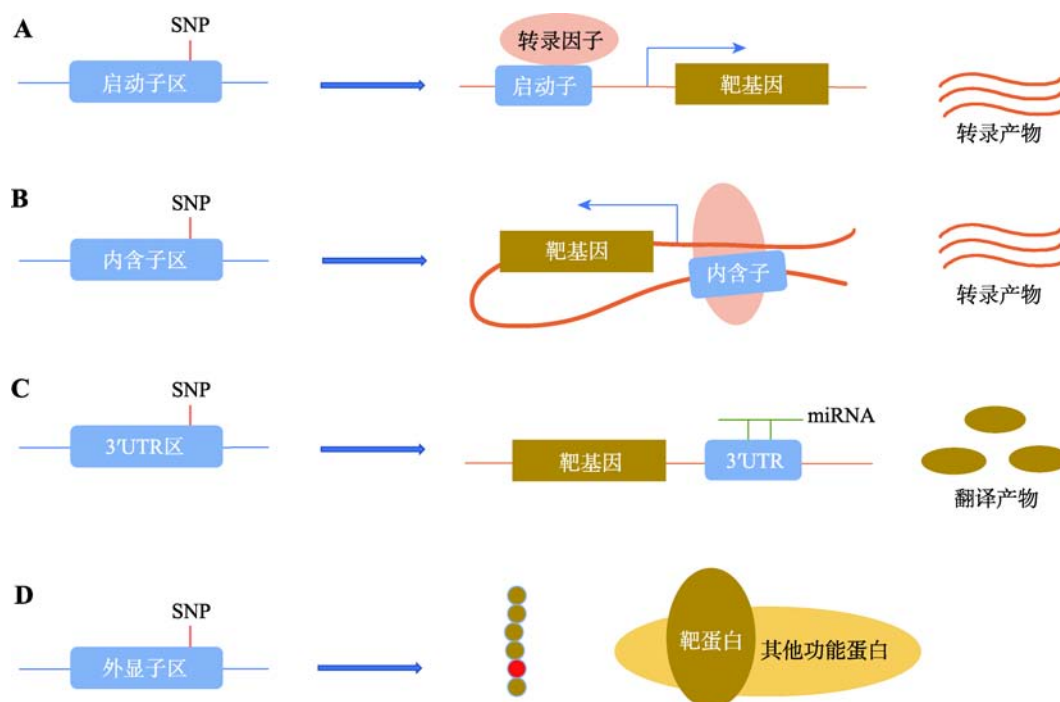 A
SNP
启动子区
转录因子
启动子
靶基因
转录产物
B
SNP
内含子区
靶基因
内含子
转录产物
C
SNP
3'UTR区
miRNA
靶基因
3'UTR
翻译产物
D
SNP
外显子区
靶蛋白
其他功能蛋白